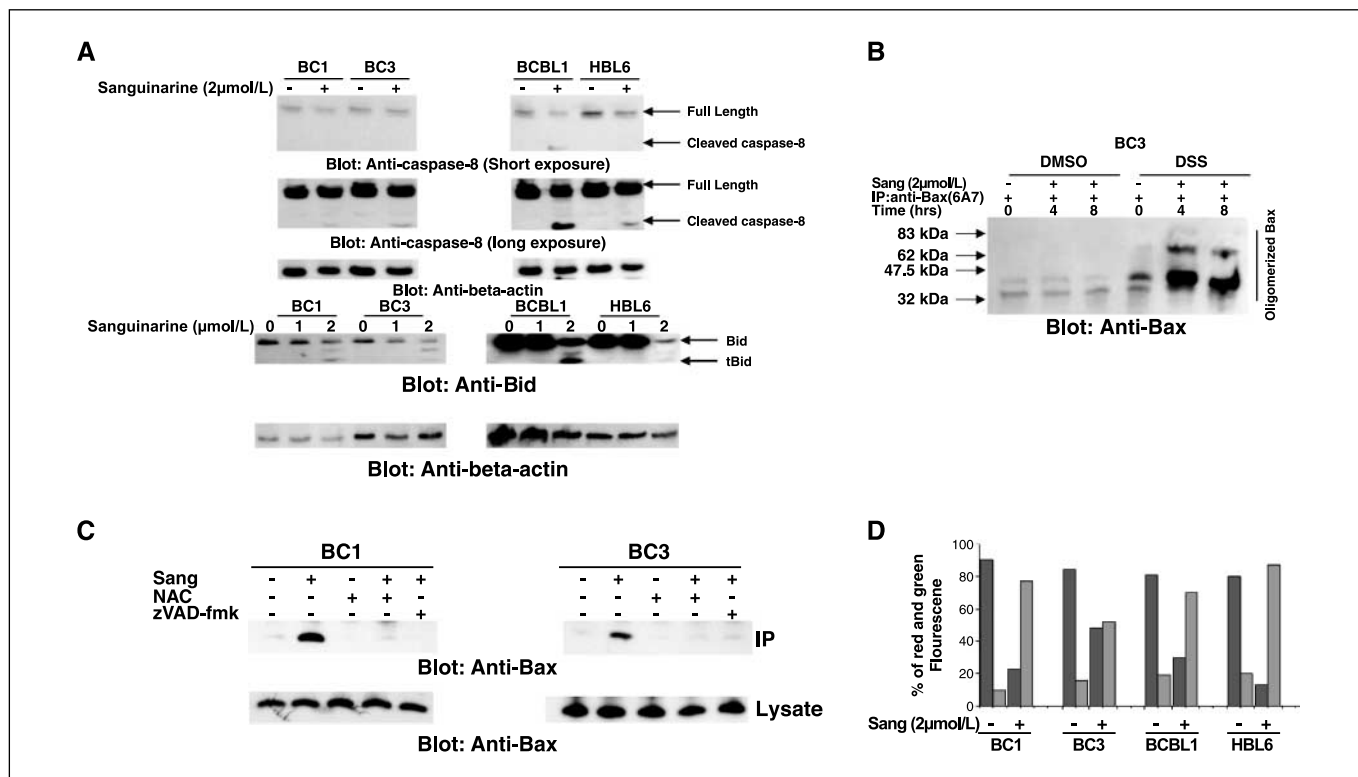 A
BC1 BC3 BCBL1 HBL6
Sanguinarine (2μmol/L) - + - + - + - +
Full Length
Cleaved caspase-8
Blot: Anti-caspase-8 (Short exposure)
Full Length
Cleaved caspase-8
Blot: Anti-caspase-8 (long exposure)
Blot: Anti-beta-actin
BC1 BC3 BCBL1 HBL6
Sanguinarine (μmol/L) 0 1 2 0 1 2 0 1 2 0 1 2
Bid
tBid
Blot: Anti-Bid
Blot: Anti-beta-actin
B
BC3
DMSO DSS
Sang (2μmol/L) - + + - + +
IP:anti-Bax(6A7) + + + + + +
Time (hrs) 0 4 8 0 4 8
83 kDa
62 kDa
47.5 kDa
32 kDa
Oligomerized Bax
Blot: Anti-Bax
C
BC1 BC3
Sang - + - + + - + - + +
NAC - - + + - - - + + -
zVAD-fmk - - - - + - - - - +
IP
Blot: Anti-Bax Blot: Anti-Bax
Lysate
Blot: Anti-Bax Blot: Anti-Bax
D
% of red and green
Flourescene
100
80
60
40
20
0
Sang (2μmol/L) - + - + - + - +
BC1 BC3 BCBL1 HBL6